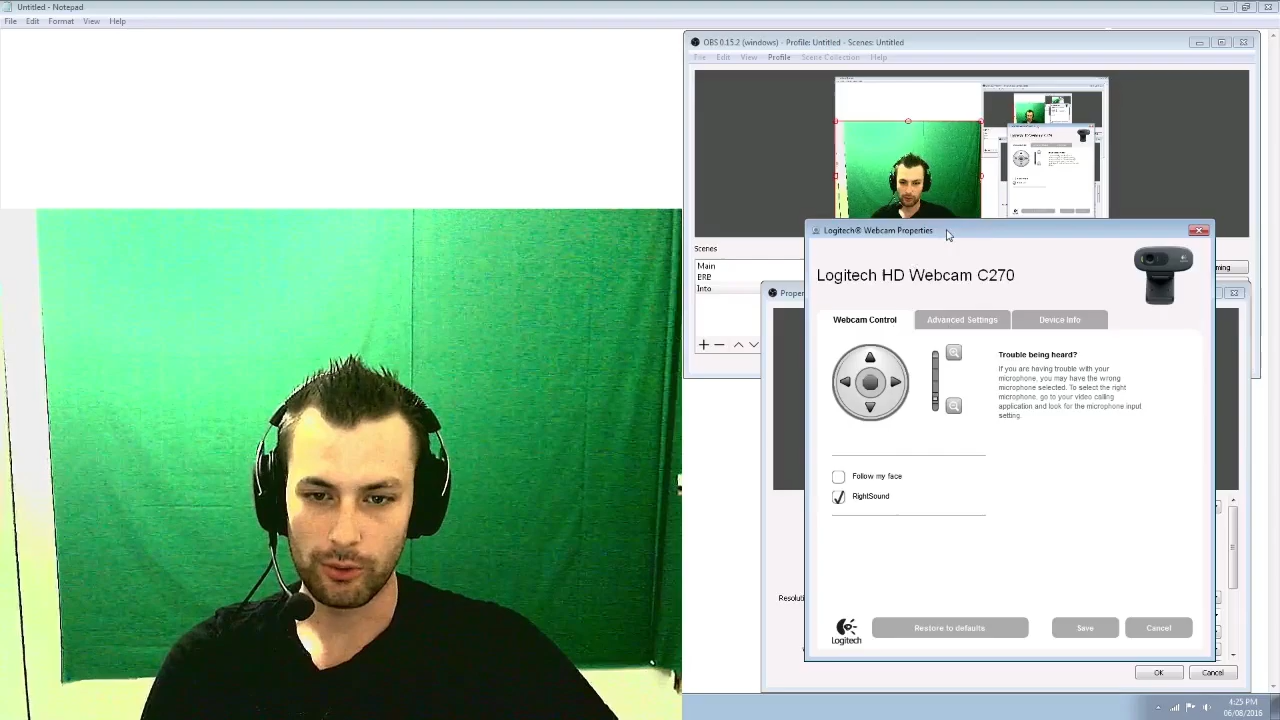 Untitled - Notepad
File Edit Format View Help
OBS 0.15.2 (windows) - Profile: Untitled - Scenes: Untitled
File Edit View Profile Scene Collection Help
Scenes
Main
BRB
Into
Logitech® Webcam Properties
Logitech HD Webcam C270
Webcam Control Advanced Settings Device Info
Trouble being heard?
If you are having trouble with your
microphone, you may have the wrong
microphone selected. To select the right
microphone, go to your video calling
application and look for the microphone input
setting.
Follow my face
RightSound
Logitech
Restore to defaults Save Cancel
OK Cancel
4:25 PM
06/08/2016